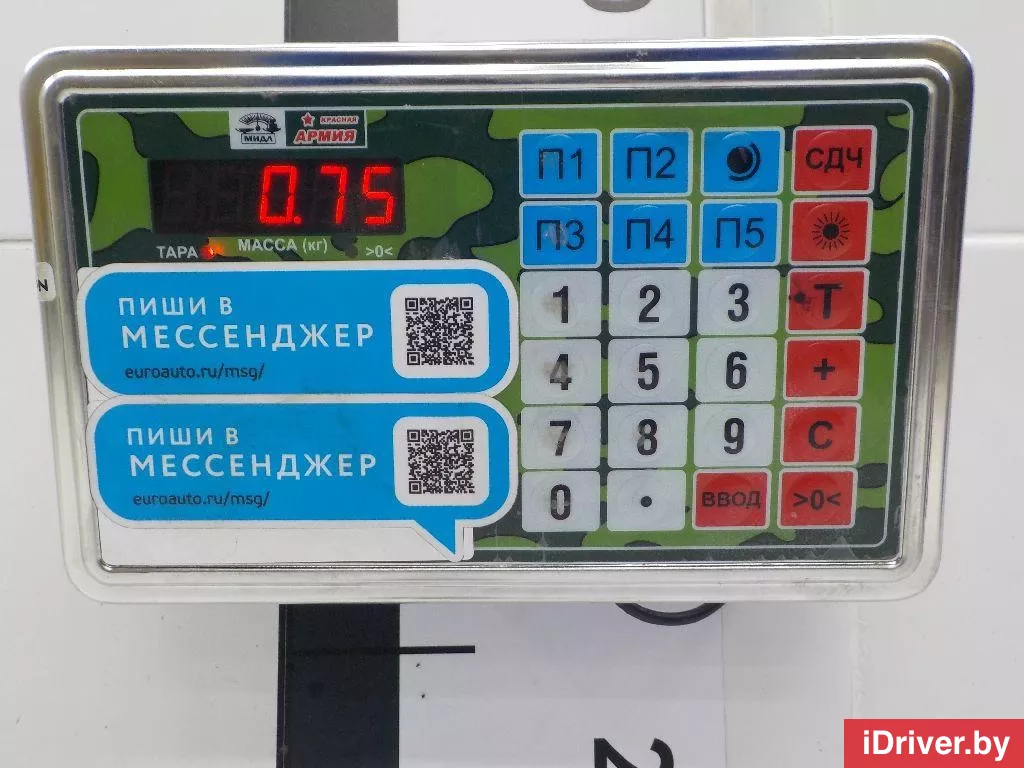 МИДЛ
КРАСНАЯ
АРМИЯ
0.75
ТАРА
МАССА (кг)
>0<
ПИШИ В
МЕССЕНДЖЕР
euroauto.ru/msg/
ПИШИ В
МЕССЕНДЖЕР
euroauto.ru/msg/
П1 П2 СДЧ
П3 П4 П5
1 2 3 Т
4 5 6 +
7 8 9 С
0 . ВВОД >0<
N
2
iDriver.by